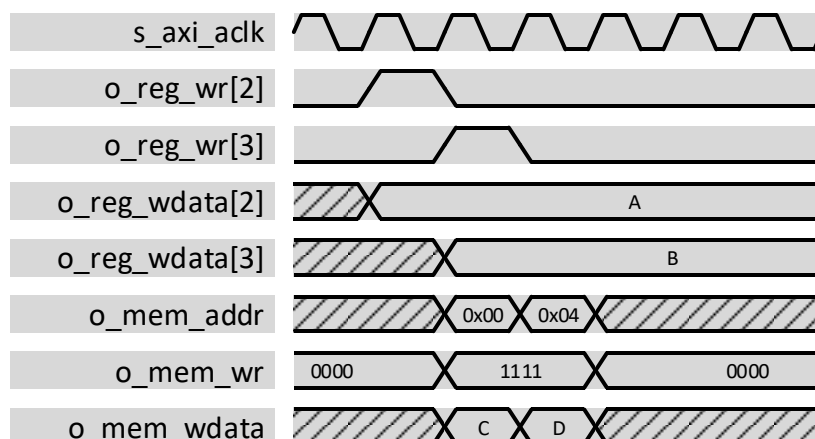 s_axi_aclk
o_reg_wr[2]
o_reg_wr[3]
o_reg_wdata[2] A
o_reg_wdata[3] B
o_mem_addr 0x00 0x04
o_mem_wr 0000 1111 0000
o_mem_wdata C D